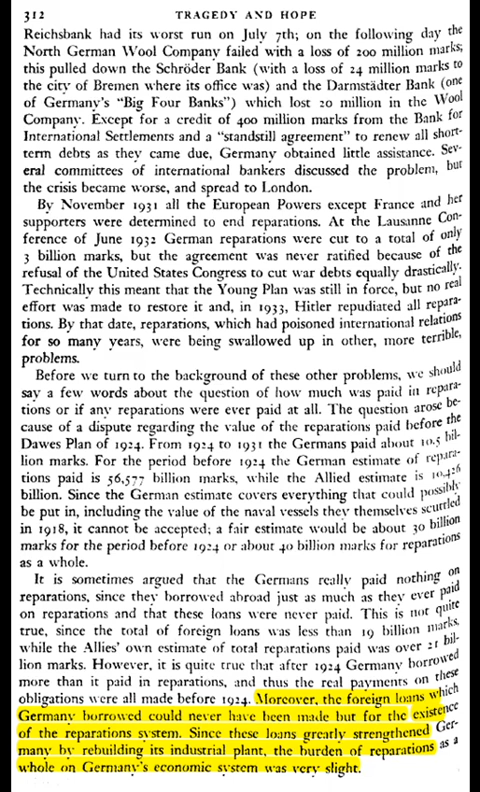 312 TRAGEDY AND HOPE
Reichsbank had its worst run on July 7th; on the following day the
North German Wool Company failed with a loss of 200 million marks;
this pulled down the Schröder Bank (with a loss of 24 million marks to
the city of Bremen where its office was) and the Darmstädter Bank (one
of Germany's "Big Four Banks") which lost 20 million in the Wool
Company. Except for a credit of 400 million marks from the Bank for
International Settlements and a "standstill agreement" to renew all short-
term debts as they came due, Germany obtained little assistance. Sev-
eral committees of international bankers discussed the problem, but
the crisis became worse, and spread to London.
By November 1931 all the European Powers except France and her
supporters were determined to end reparations. At the Lausanne Con-
ference of June 1932 German reparations were cut to a total of only
3 billion marks, but the agreement was never ratified because of the
refusal of the United States Congress to cut war debts equally drastically.
Technically this meant that the Young Plan was still in force, but no real
effort was made to restore it and, in 1933, Hitler repudiated all repara-
tions. By that date, reparations, which had poisoned international relations
for so many years, were being swallowed up in other, more terrible,
problems.
Before we turn to the background of these other problems, we should
say a few words about the question of how much was paid in repara-
tions or if any reparations were ever paid at all. The question arose be-
cause of a dispute regarding the value of the reparations paid before the
Dawes Plan of 1924. From 1924 to 1931 the Germans paid about 10.5 bil-
lion marks. For the period before 1924 the German estimate of repara-
tions paid is 56,577 billion marks, while the Allied estimate is 10,426
billion. Since the German estimate covers everything that could possibly
be put in, including the value of the naval vessels they themselves scuttled
in 1918, it cannot be accepted; a fair estimate would be about 30 billion
marks for the period before 1924 or about 40 billion marks for reparations
as a whole.
It is sometimes argued that the Germans really paid nothing on
reparations, since they borrowed abroad just as much as they ever paid
on reparations and that these loans were never paid. This is not quite
true, since the total of foreign loans was less than 19 billion marks,
while the Allies' own estimate of total reparations paid was over 21 bil-
lion marks. However, it is quite true that after 1924 Germany borrowed
more than it paid in reparations, and thus the real payments on these
obligations were all made before 1924. Moreover, the foreign loans which
Germany borrowed could never have been made but for the existence
of the reparations system. Since these loans greatly strengthened Ger-
many by rebuilding its industrial plant, the burden of reparations as a
whole on Germany's economic system was very slight.